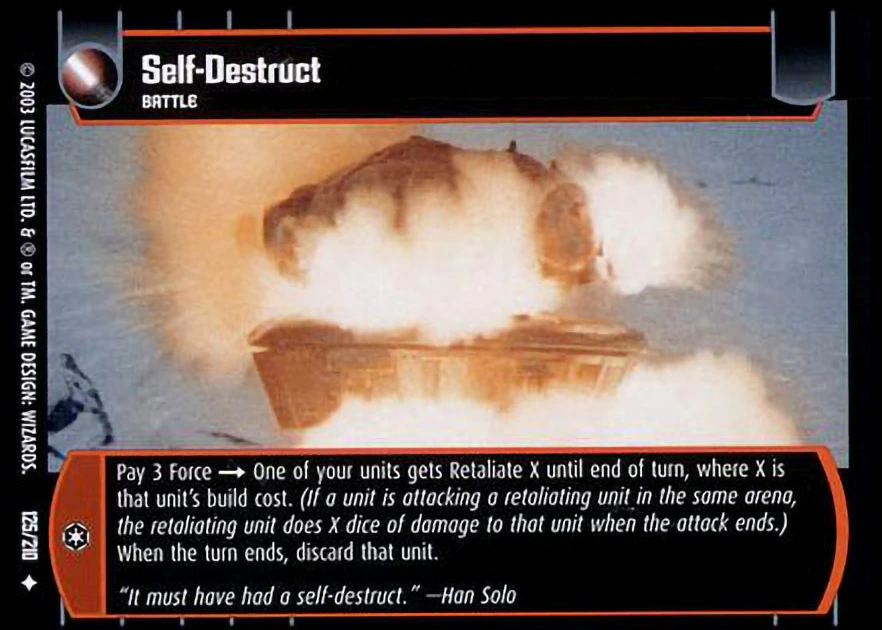 Self-Destruct
BATTLE
© 2003 LUCASFILM LTD. & ® or TM. GAME DESIGN: WIZARDS. 125/210
Pay 3 Force → One of your units gets Retaliate X until end of turn, where X is
that unit's build cost. (If a unit is attacking a retaliating unit in the same arena,
the retaliating unit does X dice of damage to that unit when the attack ends.)
When the turn ends, discard that unit.
“It must have had a self-destruct.” —Han Solo